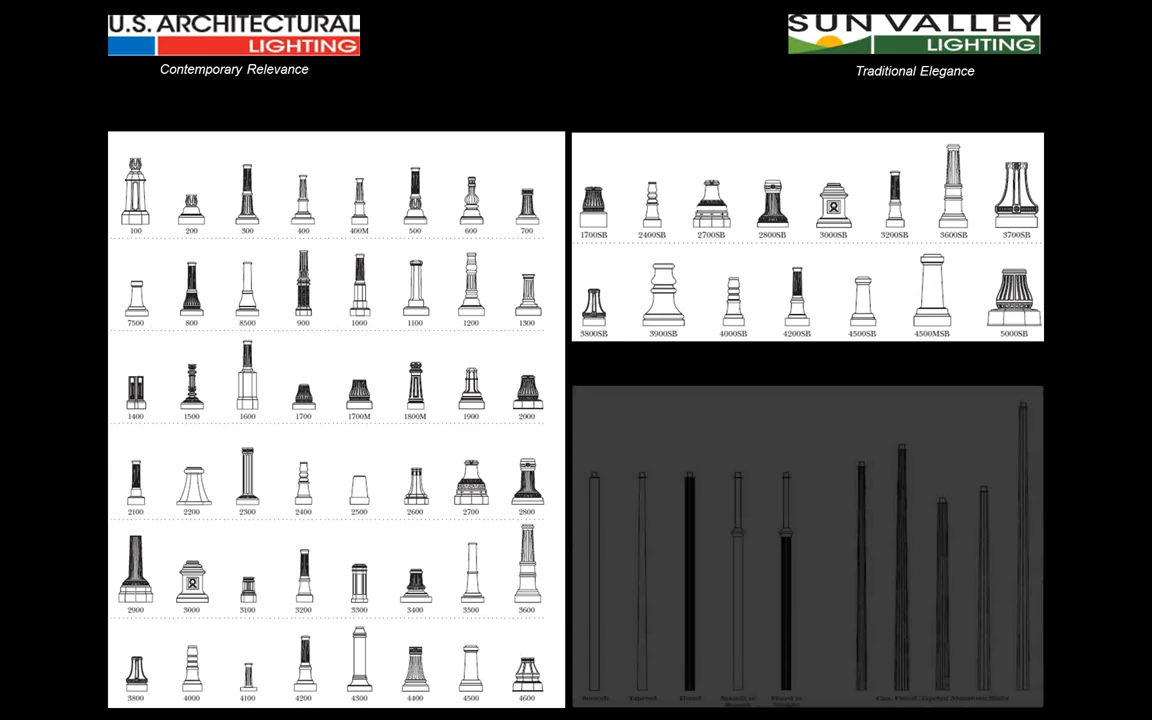 U.S. ARCHITECTURAL
LIGHTING
Contemporary Relevance
SUN VALLEY
LIGHTING
Traditional Elegance
100 200 300 400 400M 500 600 700
7500 800 8500 900 1000 1100 1200 1300
1400 1500 1600 1700 1700M 1800M 1900 2000
2100 2200 2300 2400 2500 2600 2700 2800
2900 3000 3100 3200 3300 3400 3500 3600
3800 4000 4100 4200 4300 4400 4500 4600
1700SB 2400SB 2700SB 2800SB 3000SB 3200SB 3600SB 3700SB
3800SB 3900SB 4000SB 4200SB 4500SB 4500MSB 5000SB
Smooth Tapered Fluted